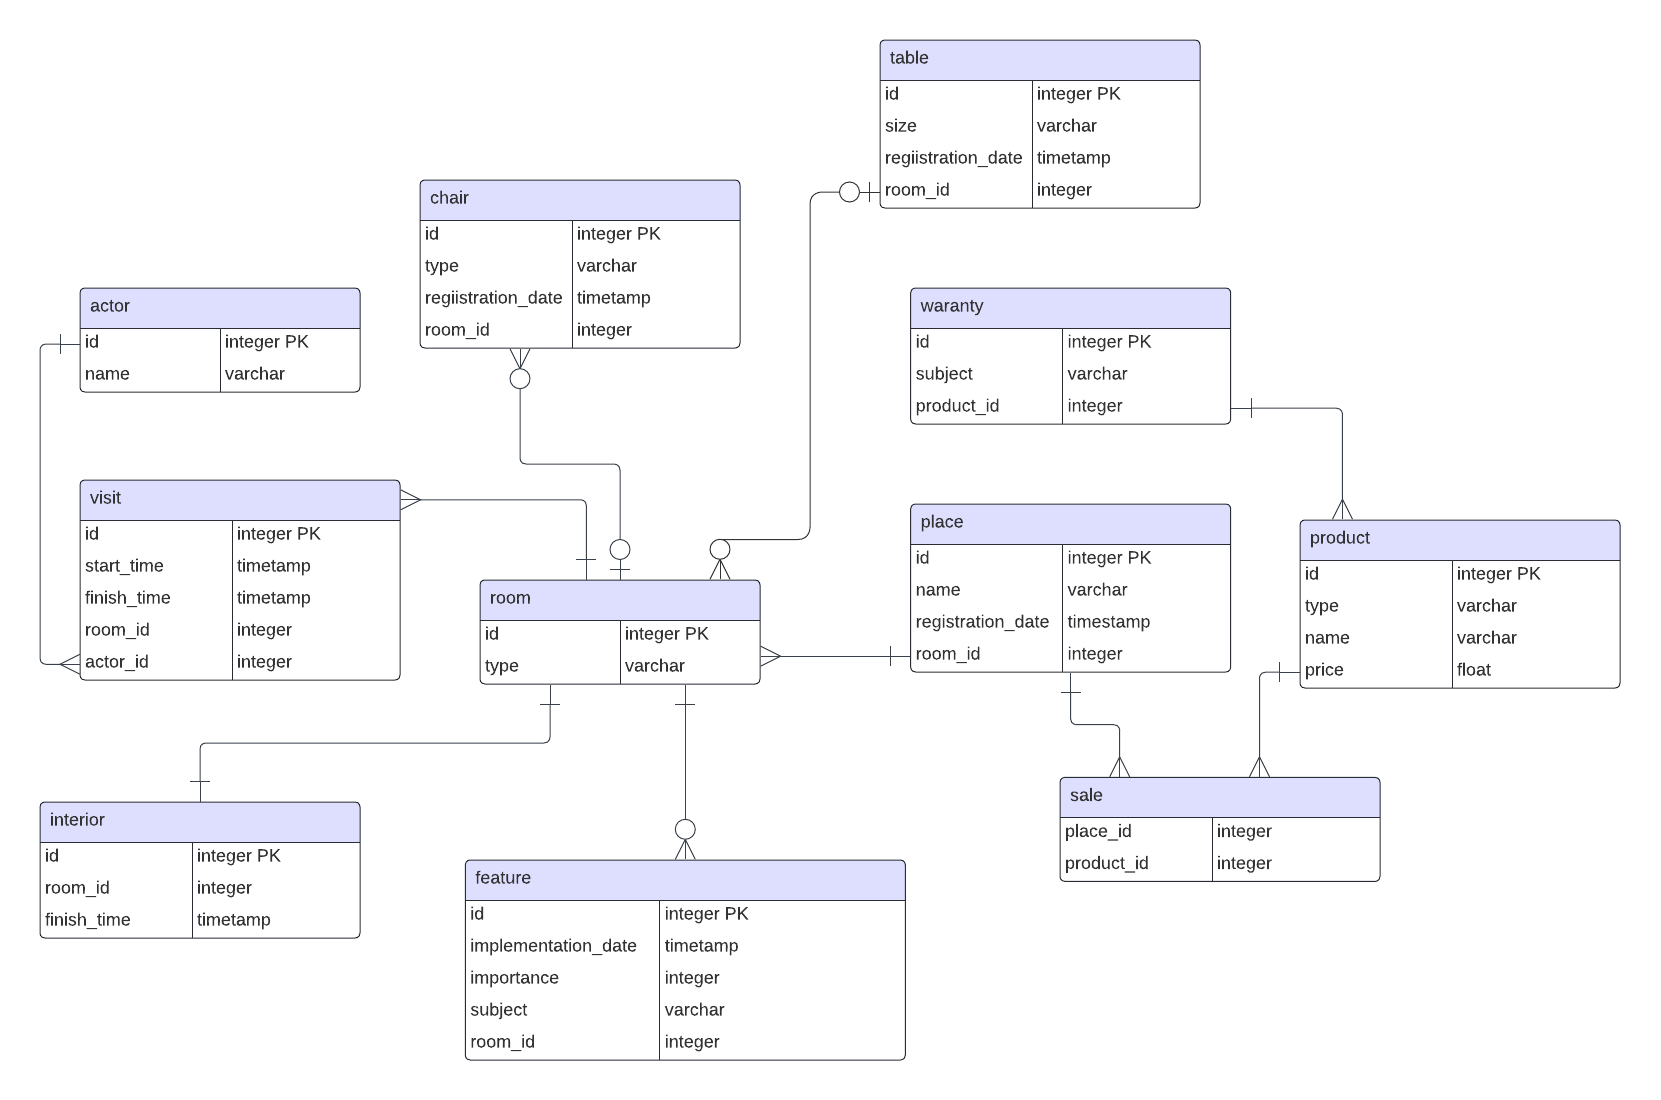 table
id integer PK
size varchar
regiistration_date timetamp
room_id integer
chair
id integer PK
type varchar
regiistration_date timetamp
room_id integer
actor
id integer PK
name varchar
waranty
id integer PK
subject varchar
product_id integer
visit
id integer PK
start_time timetamp
finish_time timetamp
room_id integer
actor_id integer
place
id integer PK
name varchar
registration_date timestamp
room_id integer
product
id integer PK
type varchar
name varchar
price float
room
id integer PK
type varchar
sale
place_id integer
product_id integer
interior
id integer PK
room_id integer
finish_time timetamp
feature
id integer PK
implementation_date timetamp
importance integer
subject varchar
room_id integer